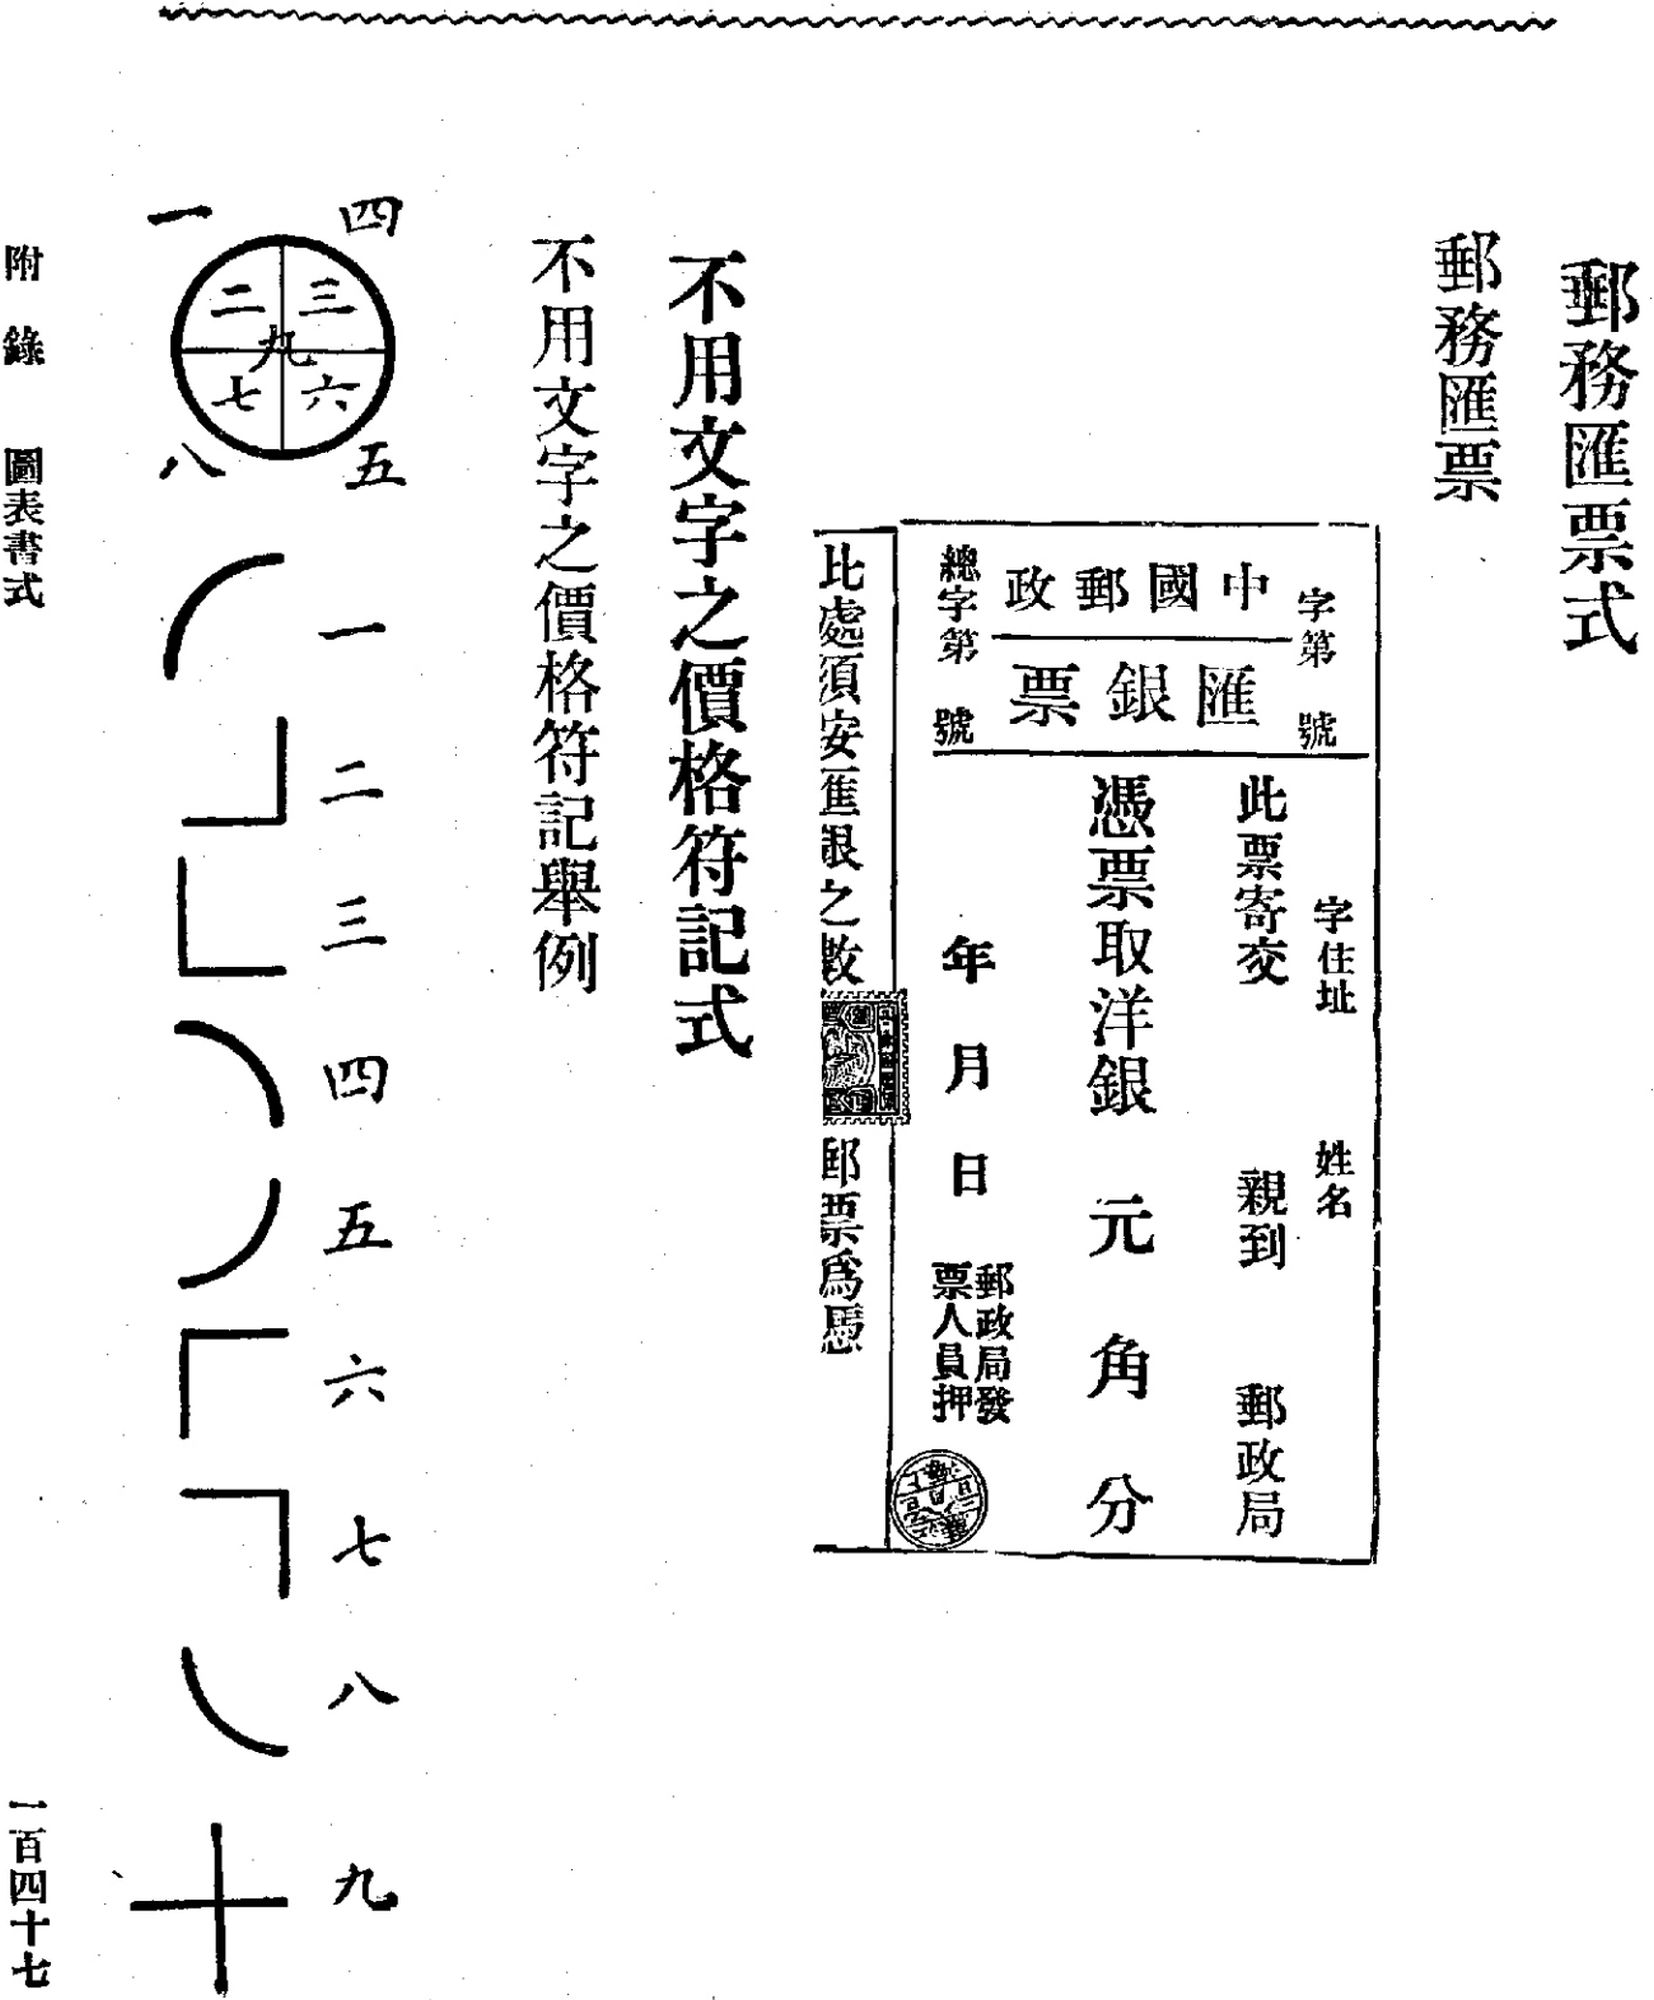 郵務匯票式
郵務匯票
字第　號
中國郵政
匯銀票
總字第　號
字住址　姓名
此票寄交　親到　郵政局
憑票取洋銀　元　角　分
年　月　日　郵政局發
票人員押
此處須安匯銀之數　郵票爲憑
不用文字之價格符記式
不用文字之價格符記舉例
四　一
三　二
九
六　七
五　八
一
二
三
四
五
六
七
八
九
附錄　圖表書式
一百四十七